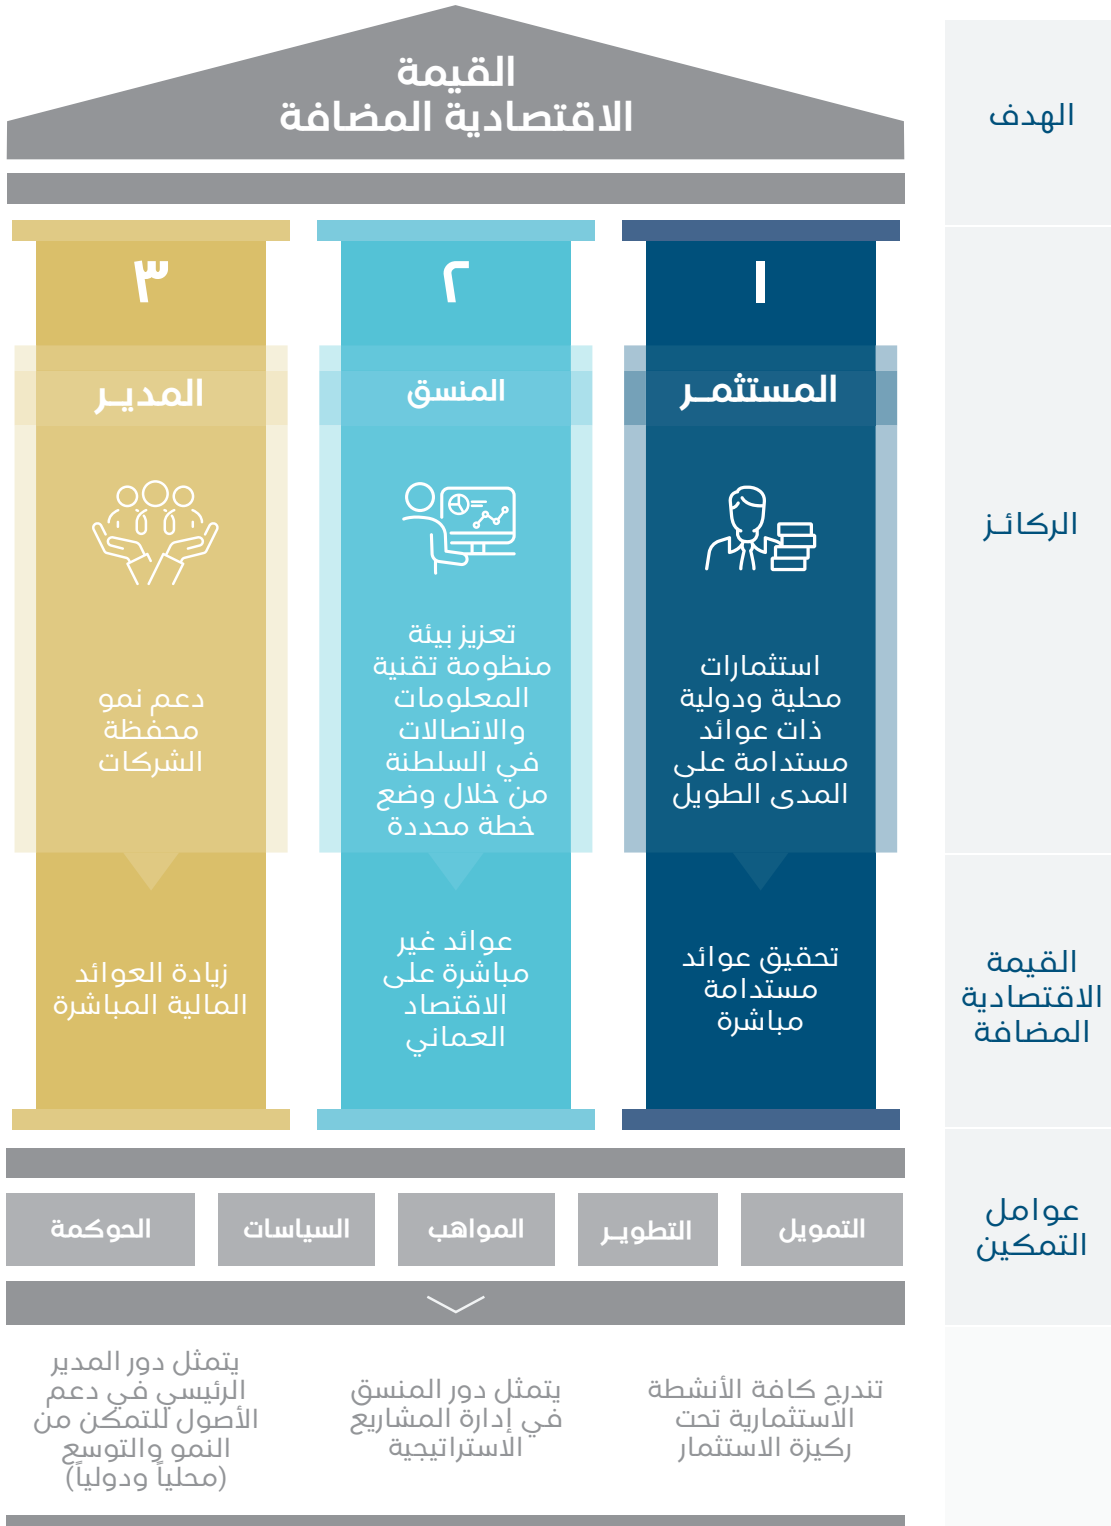 القيمة
الاقتصادية المضافة
الهدف
الركائـز
١
المستثمـر
استثمارات
محلية ودولية
ذات عوائد
مستدامة على
المدى الطويل
٢
المنسق
تعزيز بيئة
منظومة تقنية
المعلومات
والاتصالات
في السلطنة
من خلال وضع
خطة محددة
٣
المديـر
دعم نمو
محفظة
الشركات
القيمة
الاقتصادية
المضافة
تحقيق عوائد
مستدامة
مباشرة
عوائد غير
مباشرة على
الاقتصاد
العماني
زيادة العوائد
المالية المباشرة
عوامل
التمكين
التمويل
التطويـر
المواهب
السياسات
الحوكمة
تندرج كافة الأنشطة
الاستثمارية تحت
ركيزة الاستثمار
يتمثل دور المنسق
في إدارة المشاريع
الاستراتيجية
يتمثل دور المدير
الرئيسي في دعم
الأصول للتمكن من
النمو والتوسع
(محلياً ودولياً)